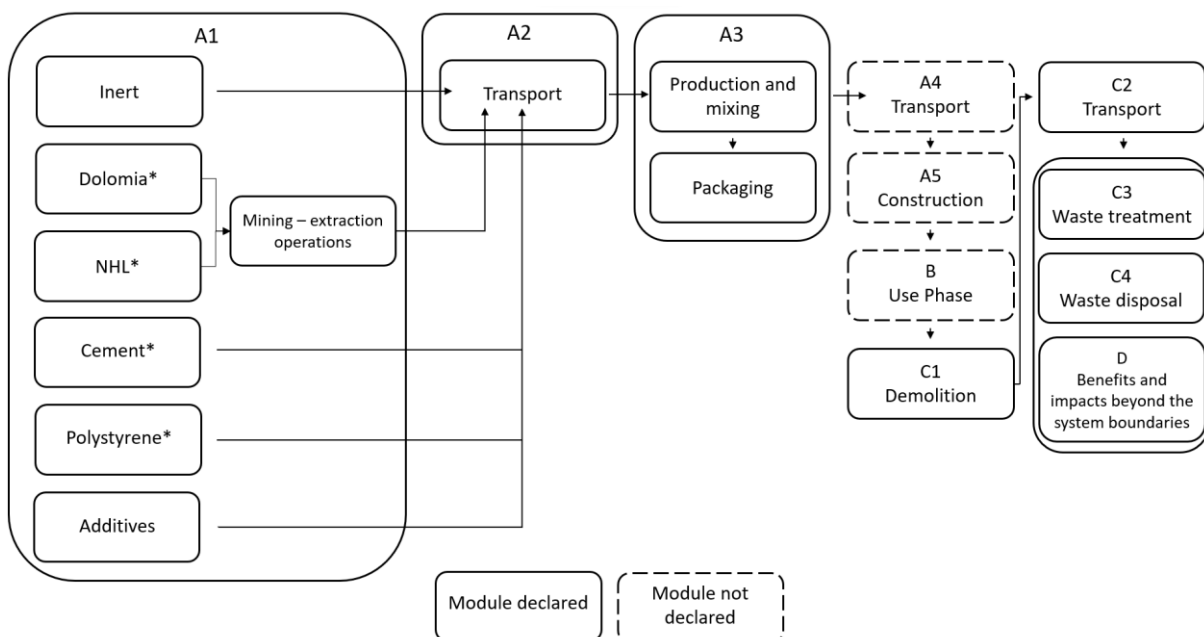 A1
Inert
Dolomia*
NHL*
Mining – extraction
operations
Cement*
Polystyrene*
Additives
A2
Transport
A3
Production and
mixing
Packaging
A4
Transport
A5
Construction
B
Use Phase
C1
Demolition
C2
Transport
C3
Waste treatment
C4
Waste disposal
D
Benefits and
impacts beyond the
system boundaries
Module declared
Module not
declared